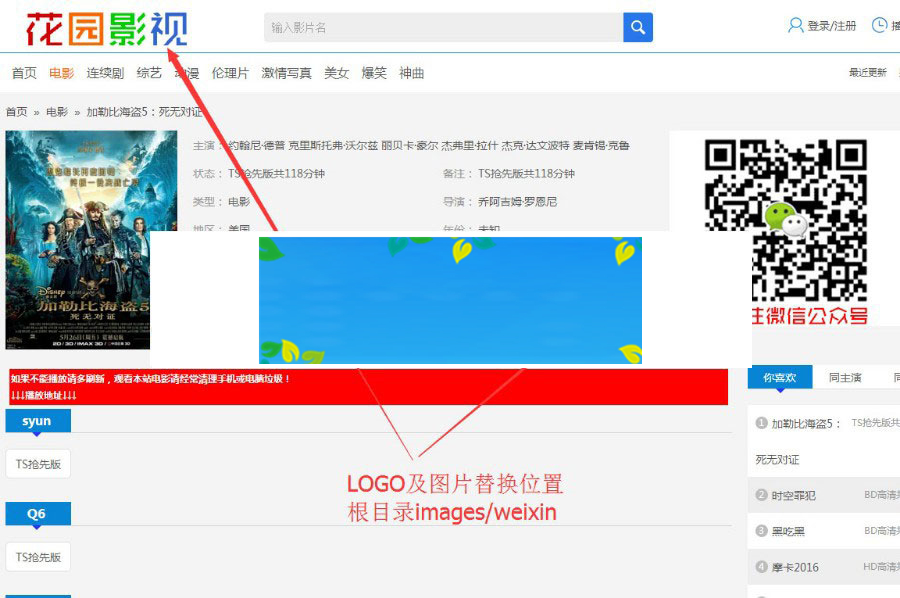 花园影视
输入影片名
登录/注册
首页 电影 连续剧 综艺 动漫 伦理片 激情写真 美女 爆笑 神曲
最近更新
首页 » 电影 » 加勒比海盗5：死无对证
主演： 约翰尼·德普 克里斯托弗·沃尔兹 丽贝卡·豪尔 杰弗里·拉什 杰克·达文波特 麦肯锡·克鲁
状态： TS抢先版共118分钟
备注： TS抢先版共118分钟
类型： 电影
导演： 乔阿吉姆·罗恩尼
地区： 美国
年份： 未知
Disney
加勒比海盗5
死无对证
注微信公众号
如果不能播放请多刷新，观看本站电影请经常清理手机或电脑垃圾！
↓↓↓播放地址↓↓↓
你喜欢
同主演
syun
TS抢先版
Q6
TS抢先版
LOGO及图片替换位置
根目录images/weixin
1 加勒比海盗5： TS抢先版共
死无对证
2 时空罪犯 BD高清
3 黑吃黑 BD高清
4 摩卡2016 HD高清